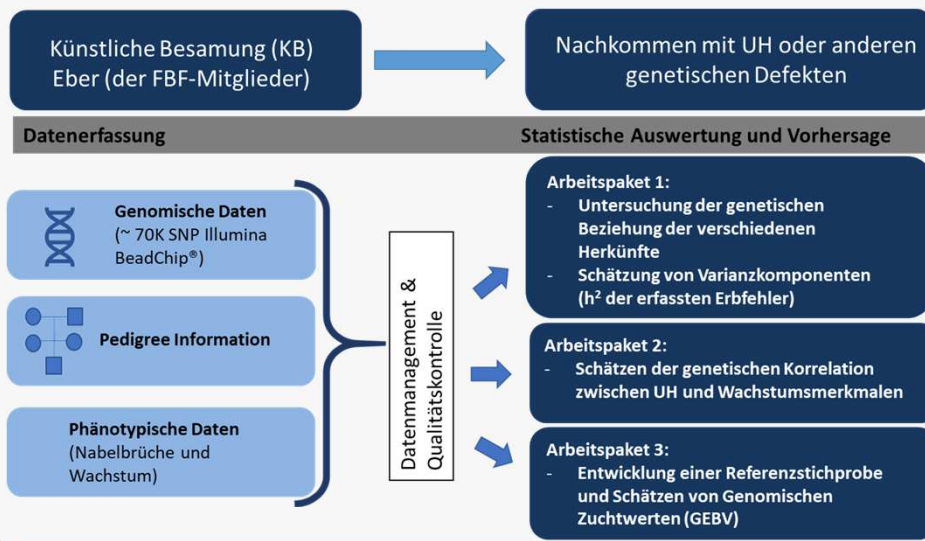 Künstliche Besamung (KB)
Eber (der FBF-Mitglieder)
Nachkommen mit UH oder anderen
genetischen Defekten
Datenerfassung
Statistische Auswertung und Vorhersage
Genomische Daten
(~ 70K SNP Illumina
BeadChip®)
Pedigree Information
Phänotypische Daten
(Nabelbrüche und
Wachstum)
Datenmanagement &
Qualitätskontrolle
Arbeitspaket 1:
- Untersuchung der genetischen
Beziehung der verschiedenen
Herkünfte
- Schätzung von Varianzkomponenten
(h² der erfassten Erbfehler)
Arbeitspaket 2:
- Schätzen der genetischen Korrelation
zwischen UH und Wachstumsmerkmalen
Arbeitspaket 3:
- Entwicklung einer Referenzstichprobe
und Schätzen von Genomischen
Zuchtwerten (GEBV)